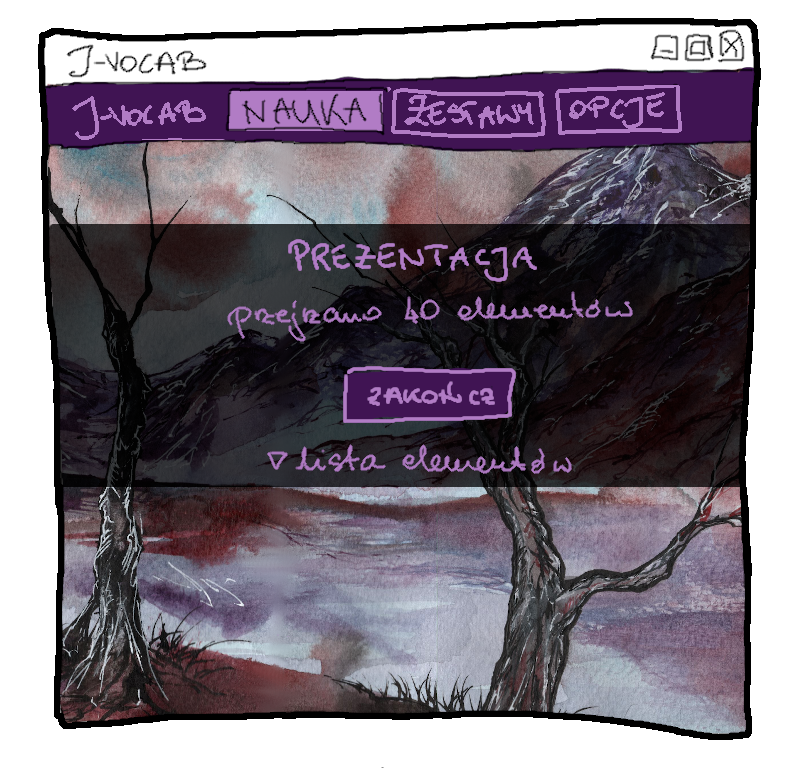 J-VOCAB
J-VOCAB NAUKA ZESTAWY OPCJE
PREZENTACJA
przejrzano 40 elementów
ZAKOŃCZ
▽ lista elementów